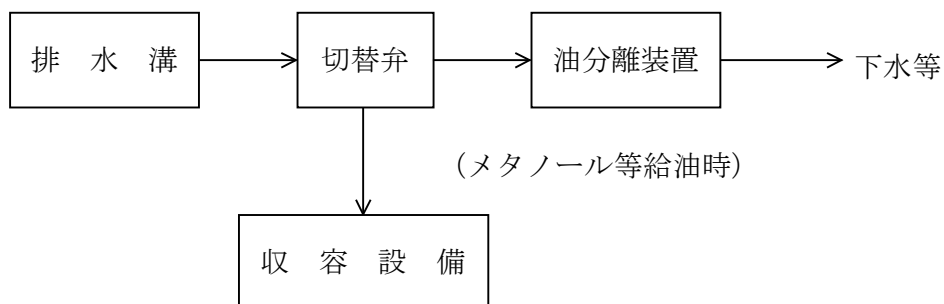 排　水　溝
切替弁
油分離装置
下水等
（メタノール等給油時）
収　容　設　備